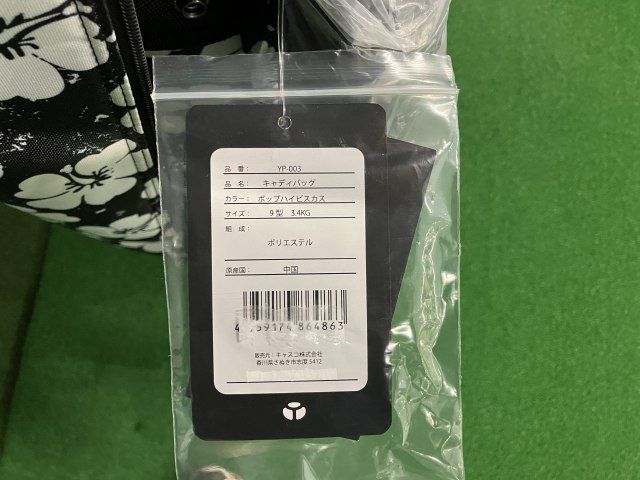 品 番： YP-003
品 名： キャディバッグ
カラー： ポップハイビスカス
サイズ： 9型 3.4KG
組 成：
ポリエステル
原産国： 中国
864863
販売元：キャスコ株式会社
香川県さぬき市志度5412